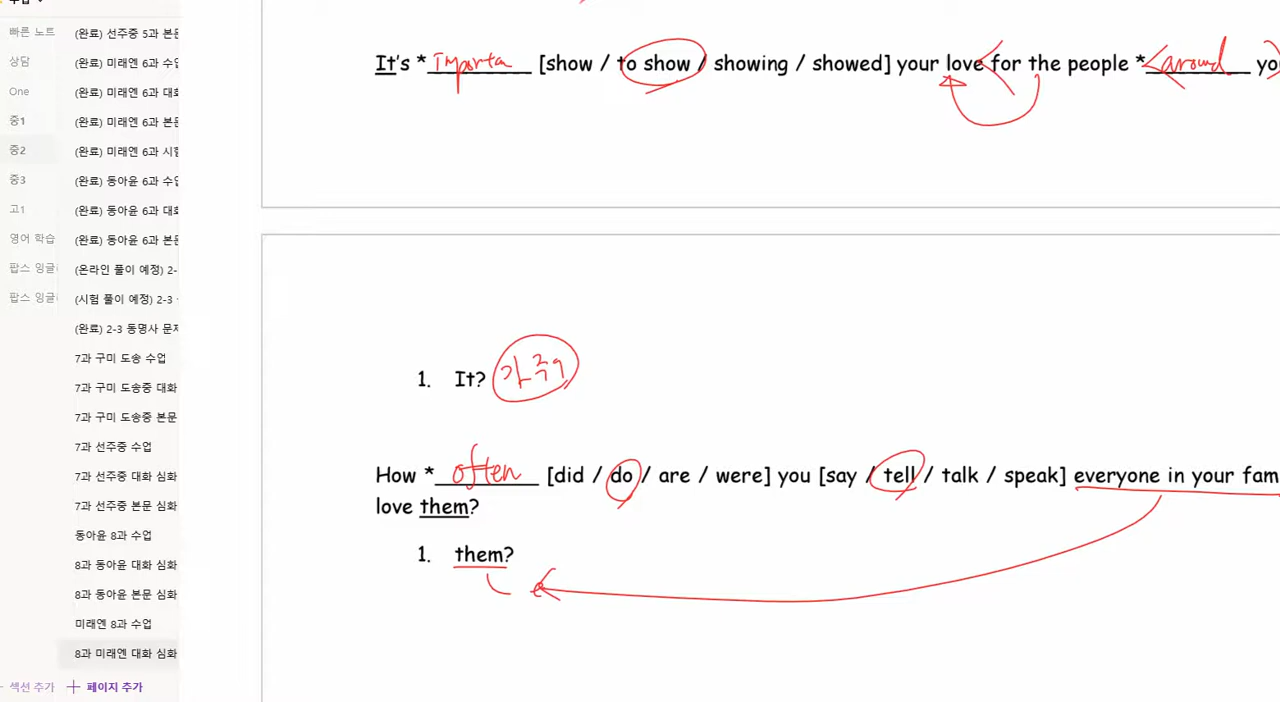 빠른 노트
상담
One
중1
중2
중3
고1
영어 학습
팝스 잉글
팝스 잉글
섹션 추가
(완료) 선주중 5과 본문
(완료) 미래엔 6과 수업
(완료) 미래엔 6과 대화
(완료) 미래엔 6과 본문
(완료) 미래엔 6과 시험
(완료) 동아윤 6과 수업
(완료) 동아윤 6과 대화
(완료) 동아윤 6과 본문
(온라인 풀이 예정) 2-
(시험 풀이 예정) 2-3
(완료) 2-3 동명사 문제
7과 구미 도송 수업
7과 구미 도송중 대화
7과 구미 도송중 본문
7과 선주중 수업
7과 선주중 대화 심화
7과 선주중 본문 심화
동아윤 8과 수업
8과 동아윤 대화 심화
8과 동아윤 본문 심화
미래엔 8과 수업
8과 미래엔 대화 심화
페이지 추가
It's * Importa [show / to show / showing / showed] your love for the people * around yo
1. It? 가주어
How * often [did / do / are / were] you [say / tell / talk / speak] everyone in your fam
love them?
1. them?